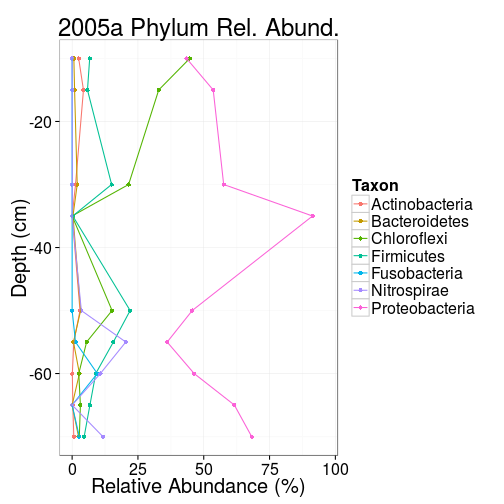 2005a Phylum Rel. Abund.
-20
-40
-60
Depth (cm)
0 25 50 75 100
Relative Abundance (%)
Taxon
Actinobacteria
Bacteroidetes
Chloroflexi
Firmicutes
Fusobacteria
Nitrospirae
Proteobacteria